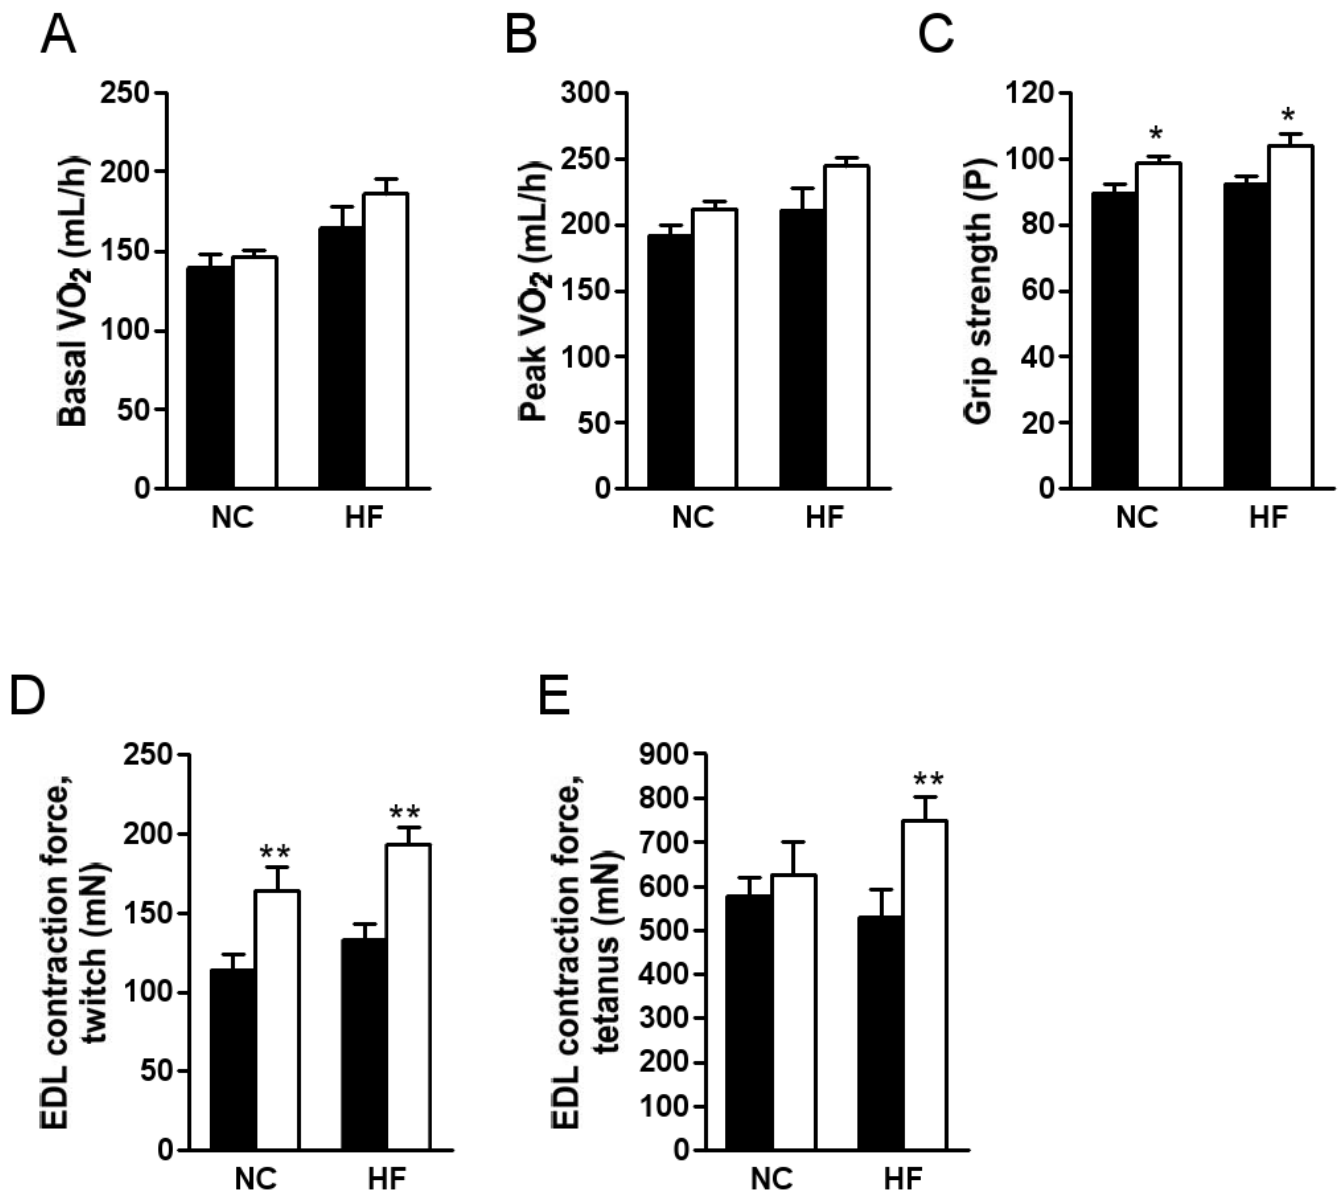 A
Basal VO2 (mL/h)
250
200
150
100
50
0
NC HF
B
Peak VO2 (mL/h)
300
250
200
150
100
50
0
NC HF
C
Grip strength (P)
120
100
80
60
40
20
0
* *
NC HF
D
EDL contraction force,
twitch (mN)
250
200
150
100
50
0
** **
NC HF
E
EDL contraction force,
tetanus (mN)
900
800
700
600
500
400
300
200
100
0
**
NC HF